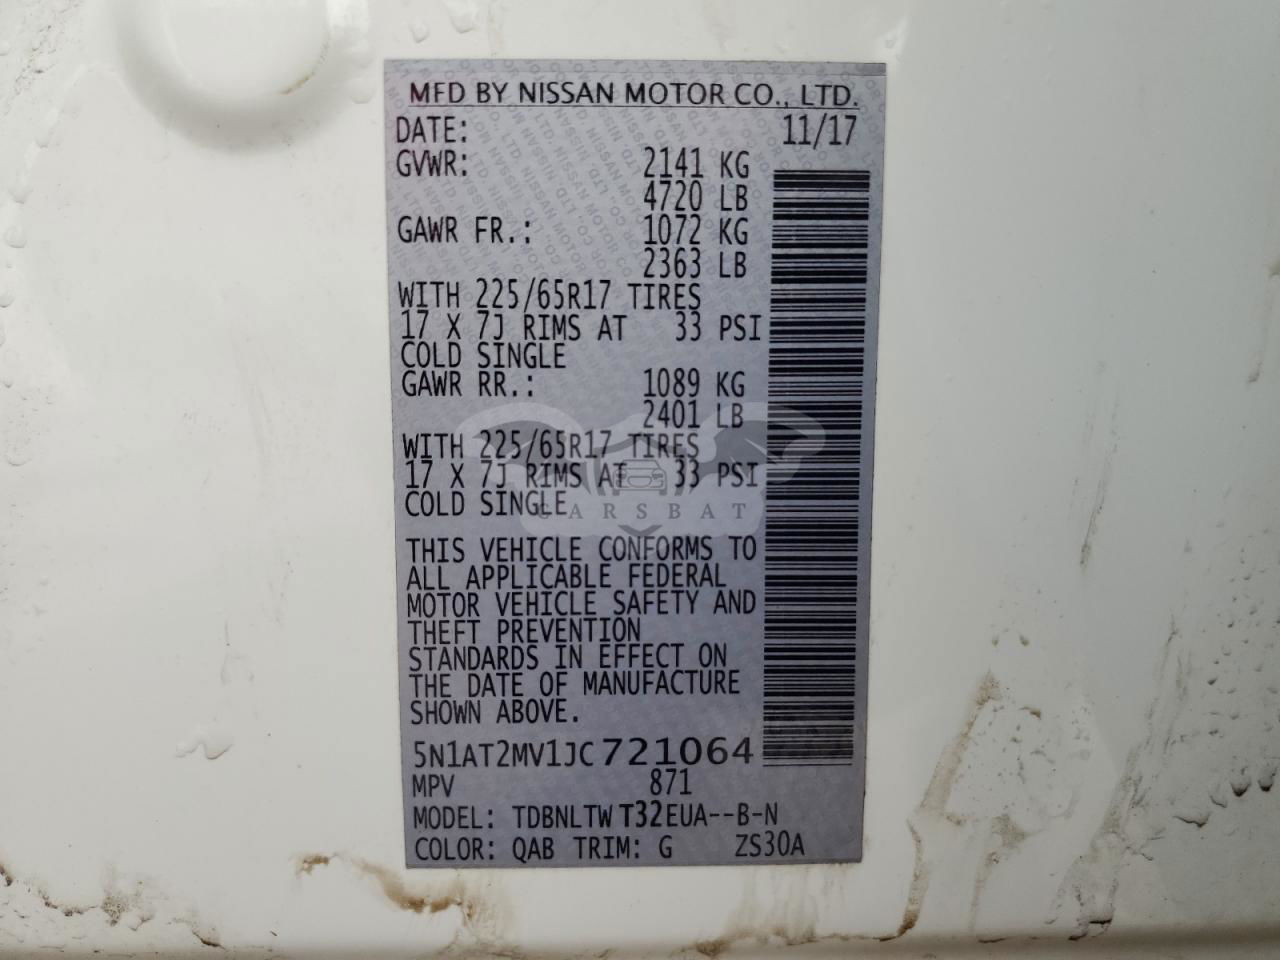 MFD BY NISSAN MOTOR CO., LTD.
DATE: 11/17
GVWR: 2141 KG
4720 LB
GAWR FR.: 1072 KG
2363 LB
WITH 225/65R17 TIRES
17 X 7J RIMS AT 33 PSI
COLD SINGLE
GAWR RR.: 1089 KG
2401 LB
WITH 225/65R17 TIRES
17 X 7J RIMS AT 33 PSI
COLD SINGLE
CARSBAT
THIS VEHICLE CONFORMS TO
ALL APPLICABLE FEDERAL
MOTOR VEHICLE SAFETY AND
THEFT PREVENTION
STANDARDS IN EFFECT ON
THE DATE OF MANUFACTURE
SHOWN ABOVE.
5N1AT2MV1JC721064
MPV 871
MODEL: TDBNLTW T32EUA--B-N
COLOR: QAB TRIM: G ZS30A